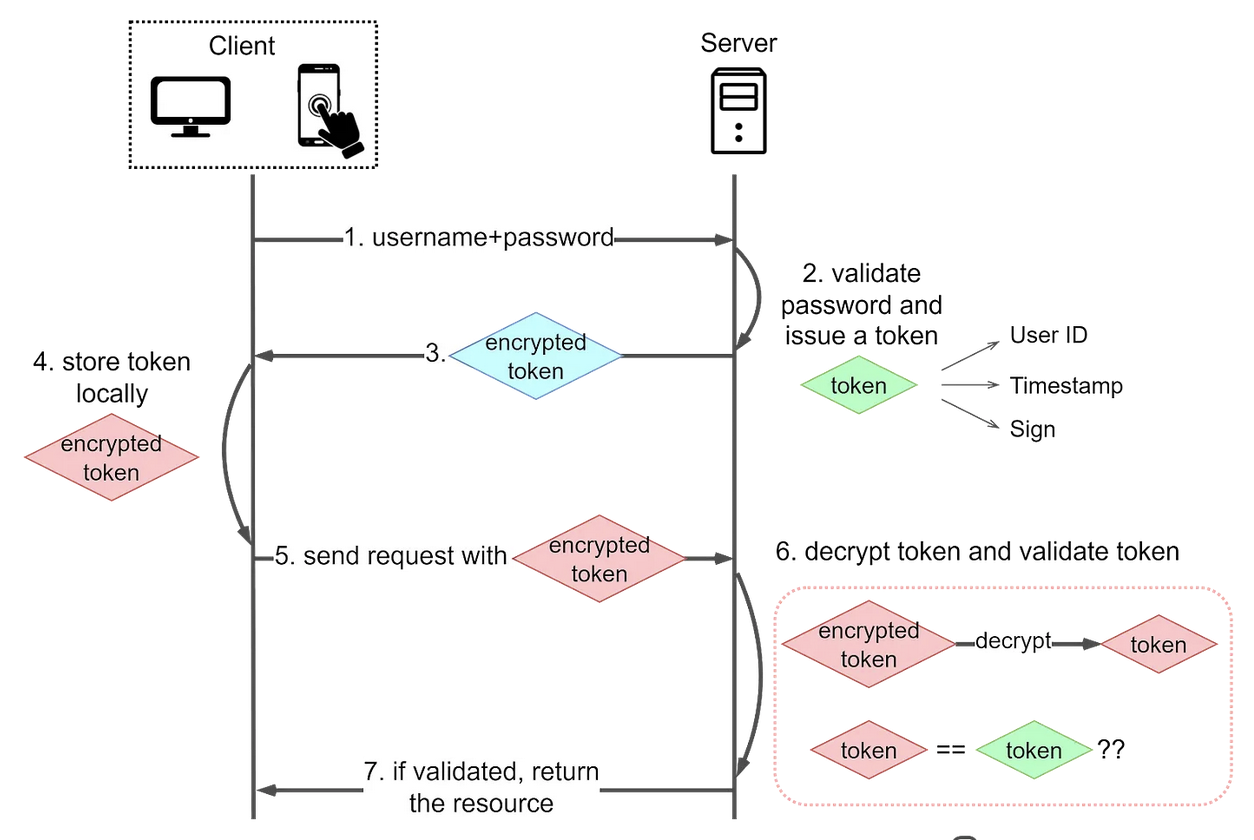 Client
Server
1. username+password
2. validate
password and
issue a token
token
User ID
Timestamp
Sign
3.
encrypted
token
4. store token
locally
encrypted
token
5. send request with
encrypted
token
6. decrypt token and validate token
encrypted
token
decrypt
token
token == token ??
7. if validated, return
the resource